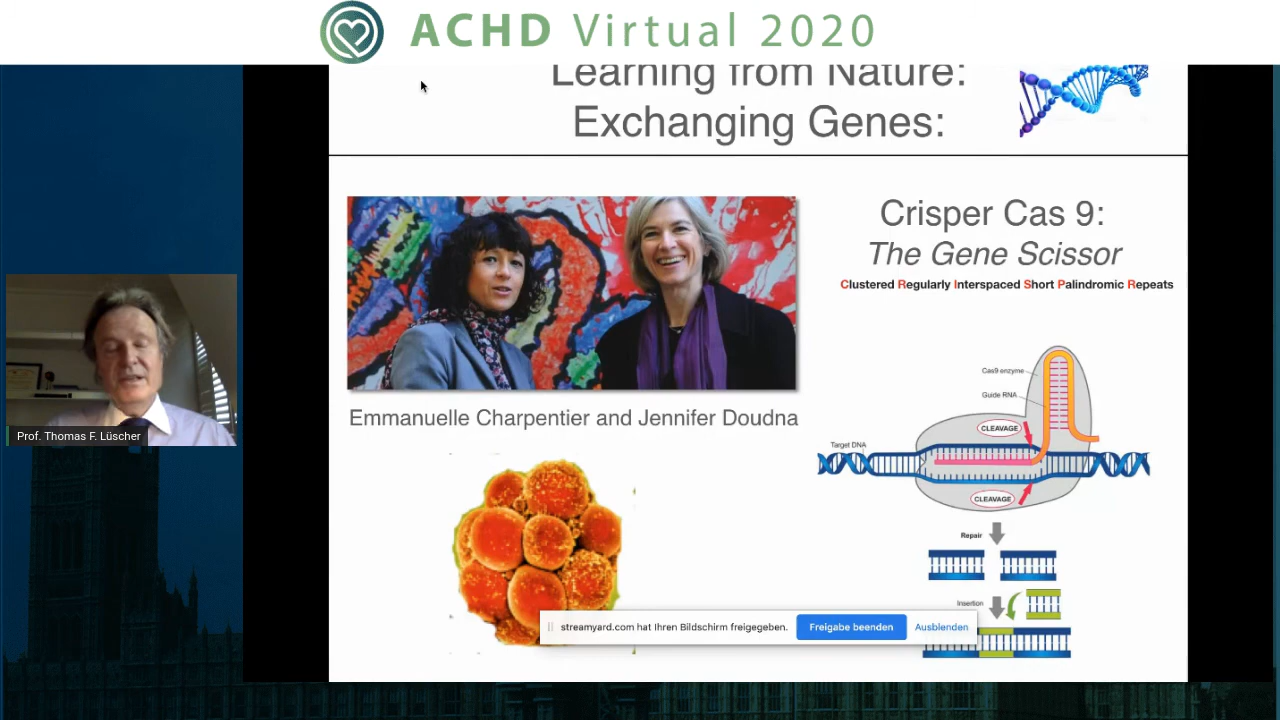 ACHD Virtual 2020
Learning from Nature:
Exchanging Genes:
Crisper Cas 9:
The Gene Scissor
Clustered Regularly Interspaced Short Palindromic Repeats
Emmanuelle Charpentier and Jennifer Doudna
Prof. Thomas F. Lüscher
Cas9 enzyme
Guide RNA
CLEAVAGE
Target DNA
CLEAVAGE
Repair
Insertion
streamyard.com hat Ihren Bildschirm freigegeben.
Freigabe beenden
Ausblenden